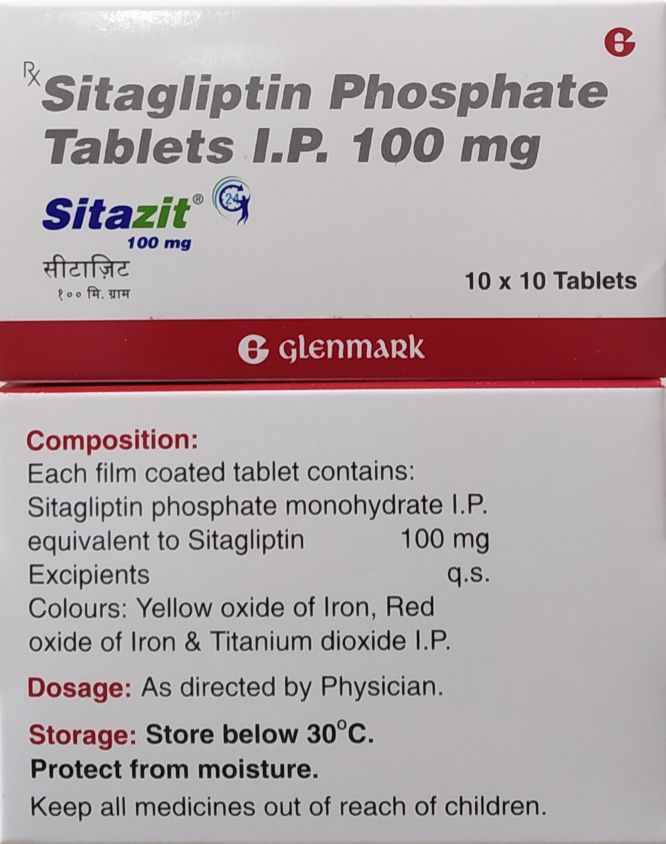 Rx Sitagliptin Phosphate
Tablets I.P. 100 mg
Sitazit® 24
100 mg
सीटाज़िट
१०० मि. ग्राम
10 x 10 Tablets
G glenmark
Composition:
Each film coated tablet contains:
Sitagliptin phosphate monohydrate I.P.
equivalent to Sitagliptin 100 mg
Excipients q.s.
Colours: Yellow oxide of Iron, Red
oxide of Iron & Titanium dioxide I.P.
Dosage: As directed by Physician.
Storage: Store below 30°C.
Protect from moisture.
Keep all medicines out of reach of children.